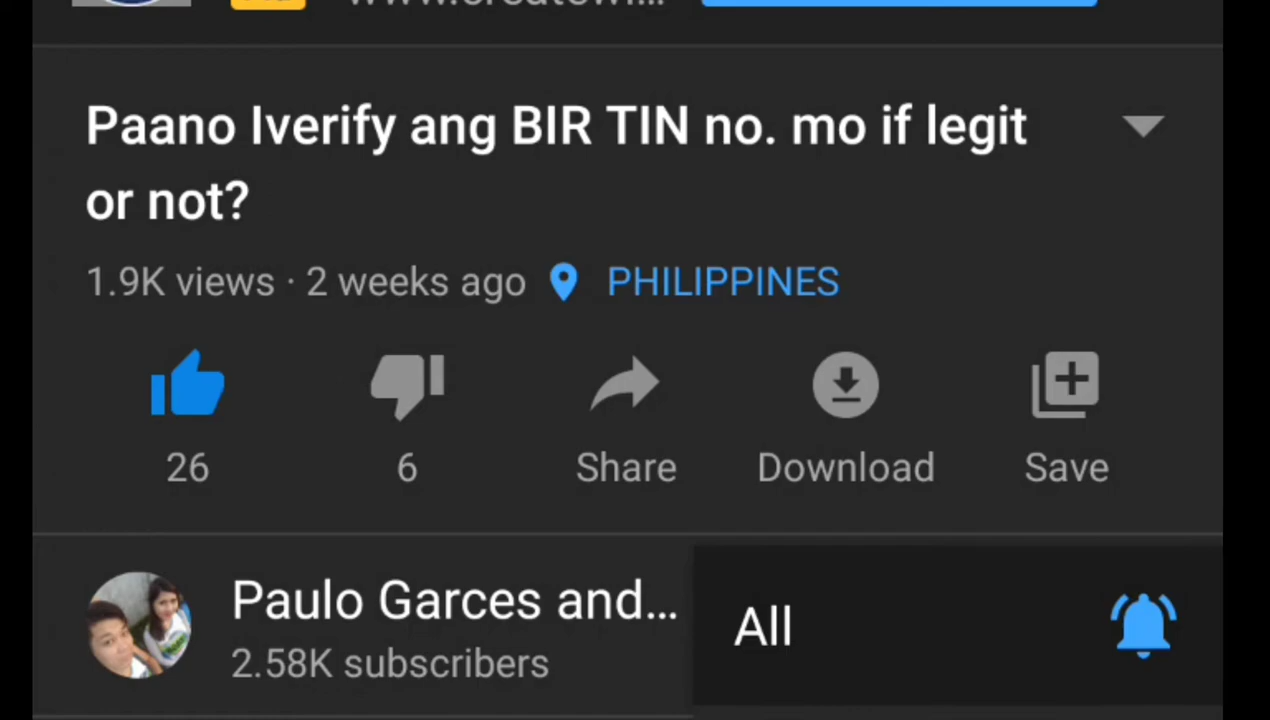 Paano Iverify ang BIR TIN no. mo if legit
or not?
1.9K views · 2 weeks ago PHILIPPINES
26 6 Share Download Save
Paulo Garces and... All
2.58K subscribers